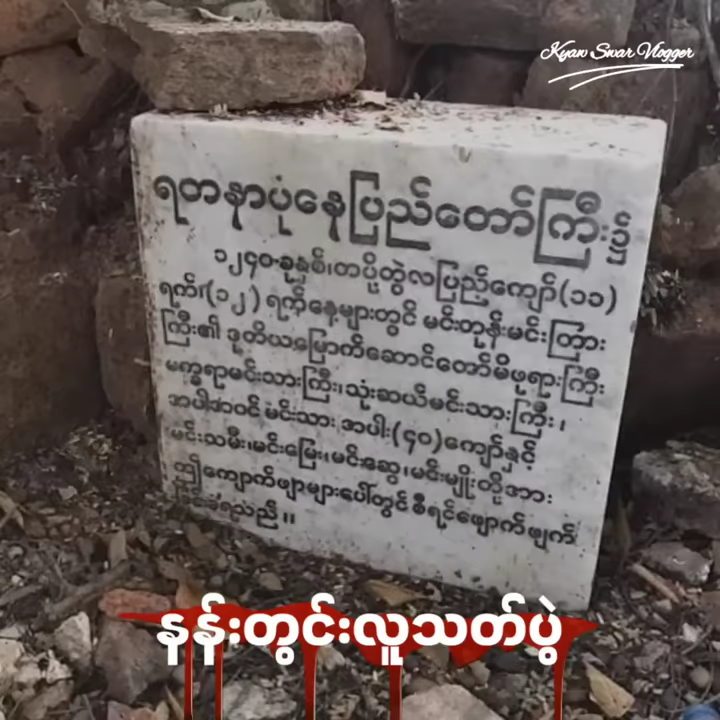 Kyaw Swar Vlogger
ရတနာပုံနေပြည်တော်ကြီး၌
၁၂၄၀-ခုနှစ်၊တပို့တွဲလပြည့်ကျော်(၁၁)
ရက်၊(၁၂)ရက်နေ့များတွင် မင်းတုန်းမင်းတြား
ကြီး၏ ဒုတိယမြောက်ဆောင်တော်မိဖုရားကြီး
မက္ခရာမင်းသားကြီး၊သုံးဆယ်မင်းသားကြီး၊
အပါအဝင် မင်းသား အပါး(၄၀)ကျော်နှင့်
မင်းသမီး၊မင်းမြေး၊မင်းဆွေ၊မင်းမျိုးတို့အား
ဤကျောက်ဖျာများပေါ်တွင် စီရင်ဖျောက်ဖျက်
ခံရသည်။
နန်းတွင်းလူသတ်ပွဲ